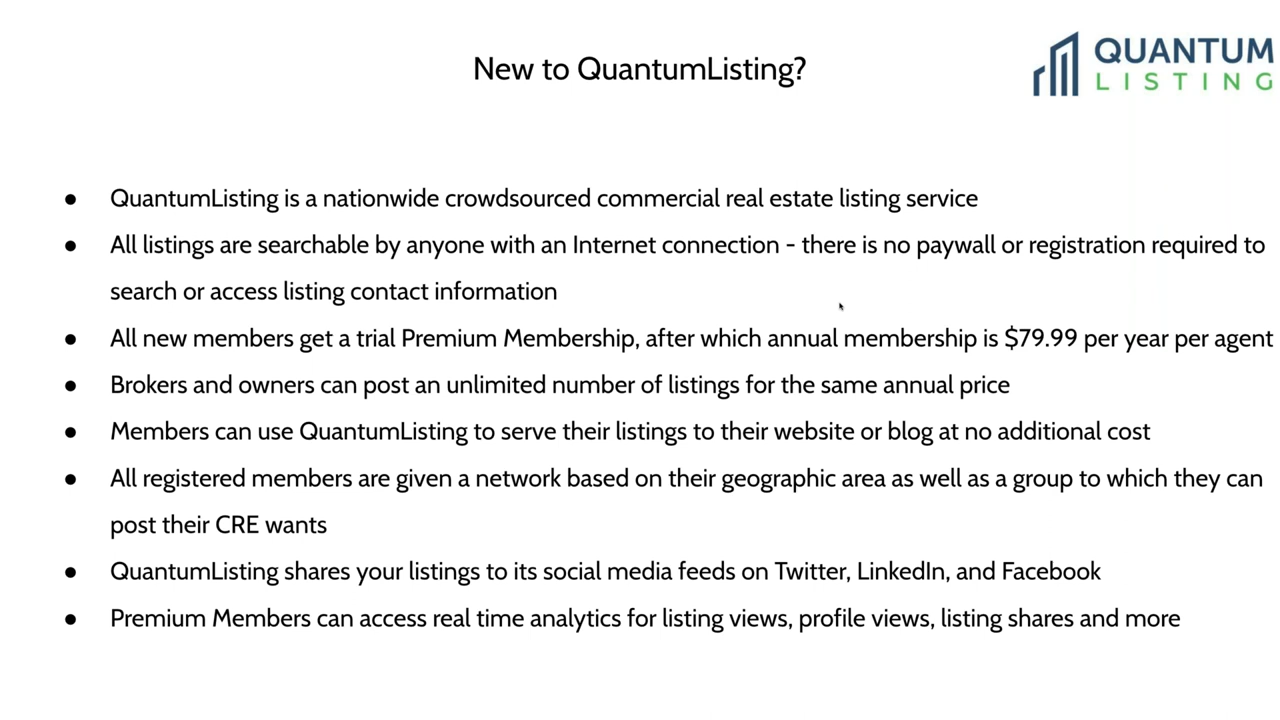 New to QuantumListing?
QUANTUM
LISTING
● QuantumListing is a nationwide crowdsourced commercial real estate listing service
● All listings are searchable by anyone with an Internet connection - there is no paywall or registration required to
search or access listing contact information
● All new members get a trial Premium Membership, after which annual membership is $79.99 per year per agent
● Brokers and owners can post an unlimited number of listings for the same annual price
● Members can use QuantumListing to serve their listings to their website or blog at no additional cost
● All registered members are given a network based on their geographic area as well as a group to which they can
post their CRE wants
● QuantumListing shares your listings to its social media feeds on Twitter, LinkedIn, and Facebook
● Premium Members can access real time analytics for listing views, profile views, listing shares and more